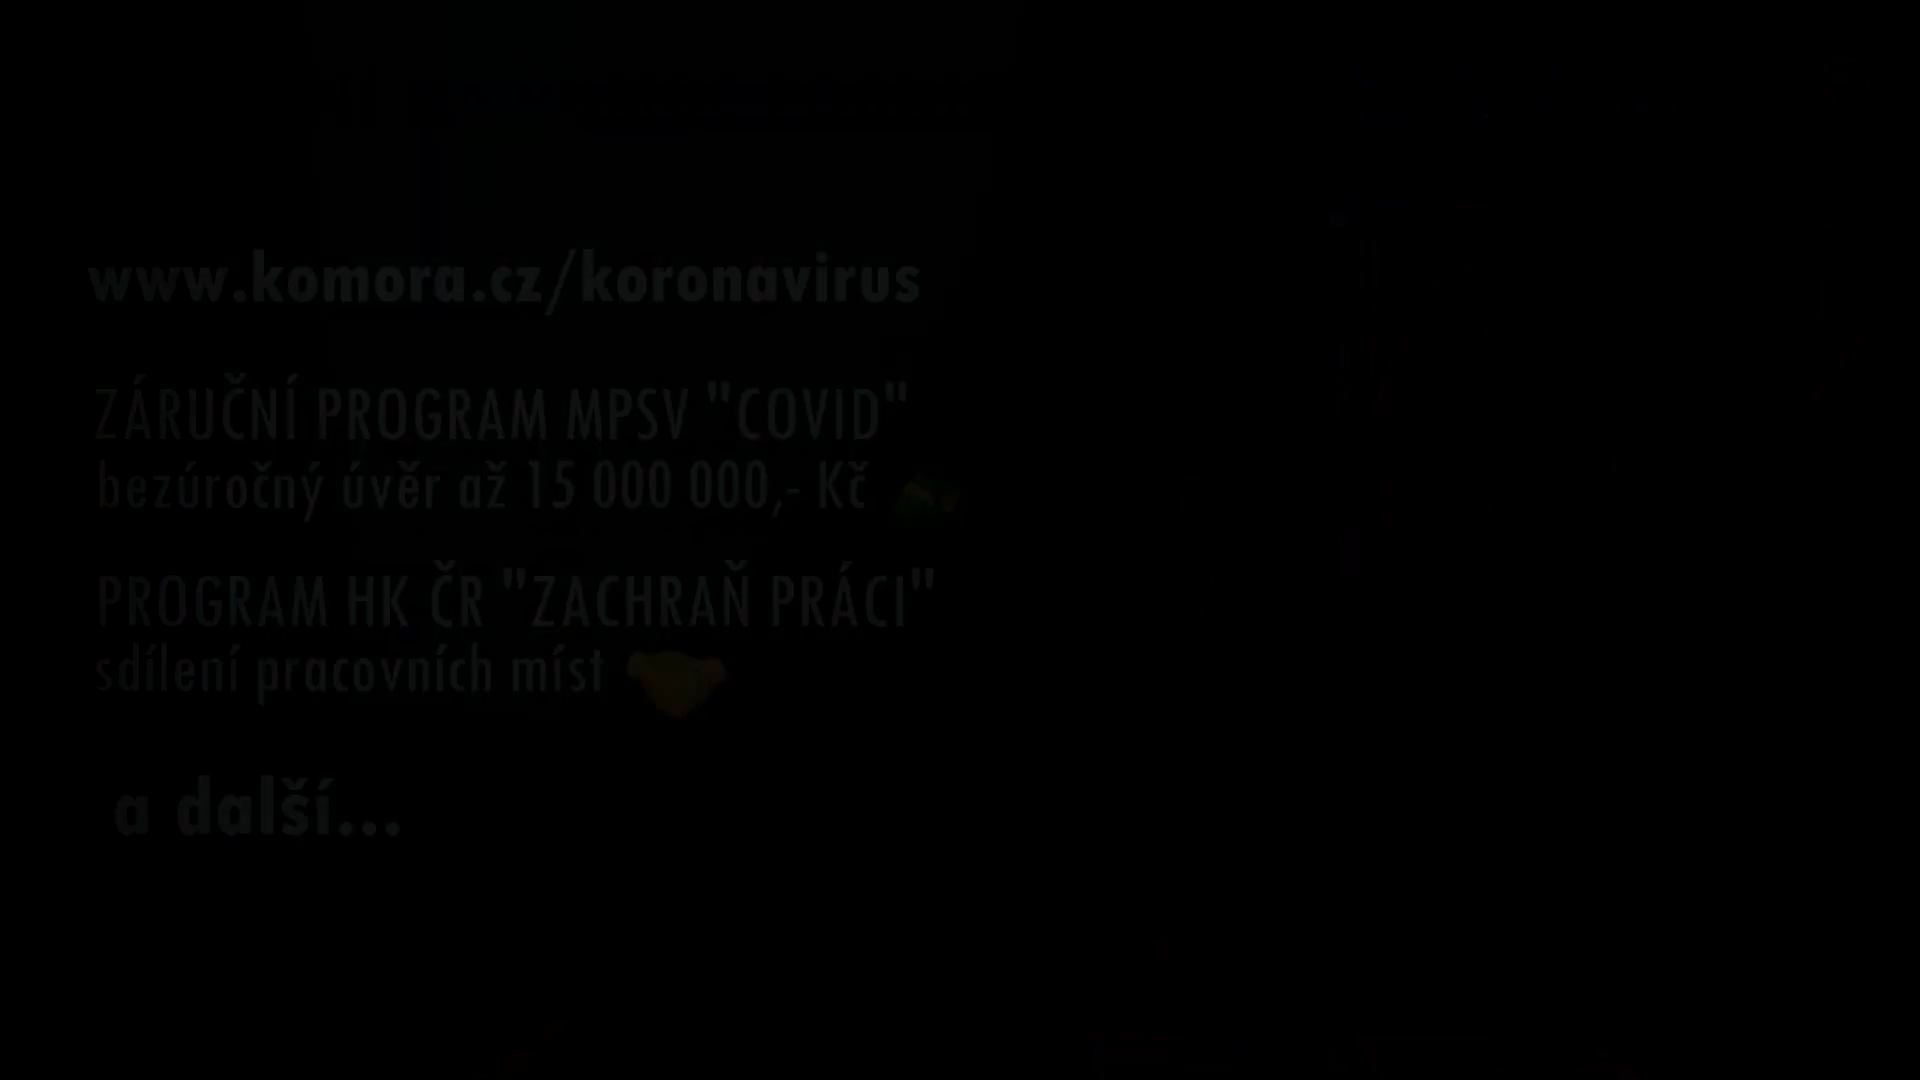 www.komora.cz/koronavirus
ZÁRUČNÍ PROGRAM MPSV "COVID"
bezúročný úvěr až 15 000 000,- Kč
PROGRAM HK ČR "ZACHRAŇ PRÁCI"
sdílení pracovních míst
a další...